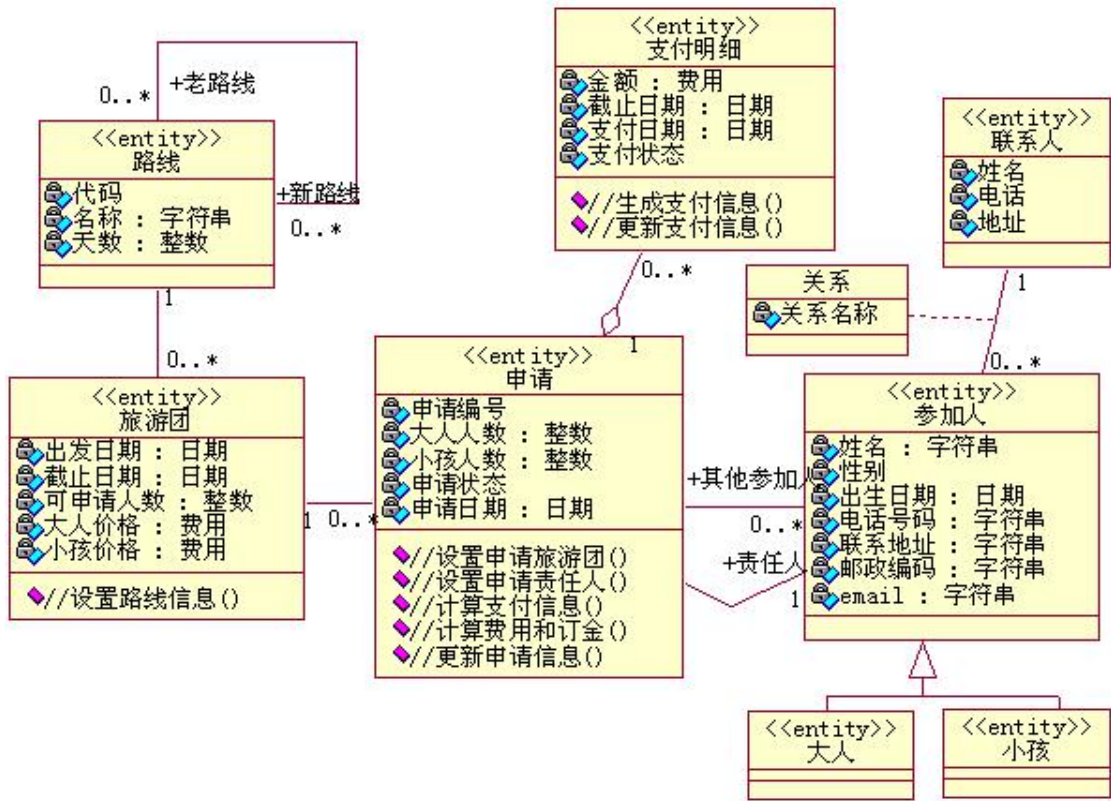 +老路线
0..*
<<entity>>
路线
代码
名称 : 字符串
天数 : 整数
+新路线
0..*
1
0..*
<<entity>>
旅游团
出发日期 : 日期
截止日期 : 日期
可申请人数 : 整数
大人价格 : 费用
小孩价格 : 费用
//设置路线信息()
1
0..*
<<entity>>
支付明细
金额 : 费用
截止日期 : 日期
支付日期 : 日期
支付状态
//生成支付信息()
//更新支付信息()
0..*
1
<<entity>>
申请
申请编号
大人人数 : 整数
小孩人数 : 整数
申请状态
申请日期 : 日期
//设置申请旅游团()
//设置申请责任人()
//计算支付信息()
//计算费用和订金()
//更新申请信息()
+其他参加人
0..*
+责任人
1
<<entity>>
联系人
姓名
电话
地址
1
关系
关系名称
0..*
<<entity>>
参加人
姓名 : 字符串
性别
出生日期 : 日期
电话号码 : 字符串
联系地址 : 字符串
邮政编码 : 字符串
email : 字符串
<<entity>>
大人
<<entity>>
小孩